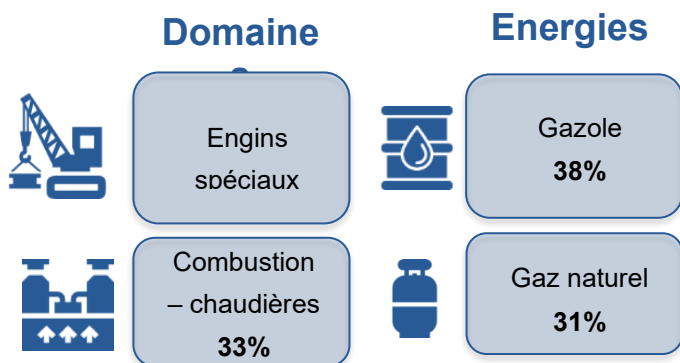 Domaine
Energies
Engins
spéciaux
Gazole
38%
Combustion
– chaudières
33%
Gaz naturel
31%